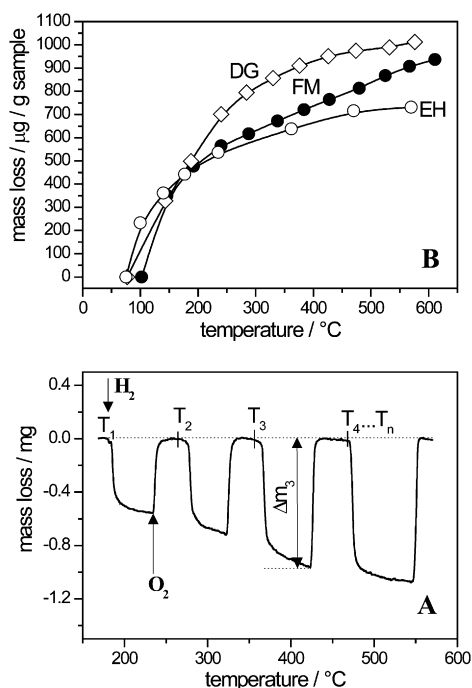 1100
1000
900
800
700
600
500
400
300
200
100
0
mass loss / µg / g sample
DG
FM
EH
B
0 100 200 300 400 500 600
temperature / °C
0.4
0.0
-0.4
-0.8
-1.2
mass loss / mg
H2
T1
T2
T3
T4...Tn
Δm3
O2
A
200 300 400 500 600
temperature / °C